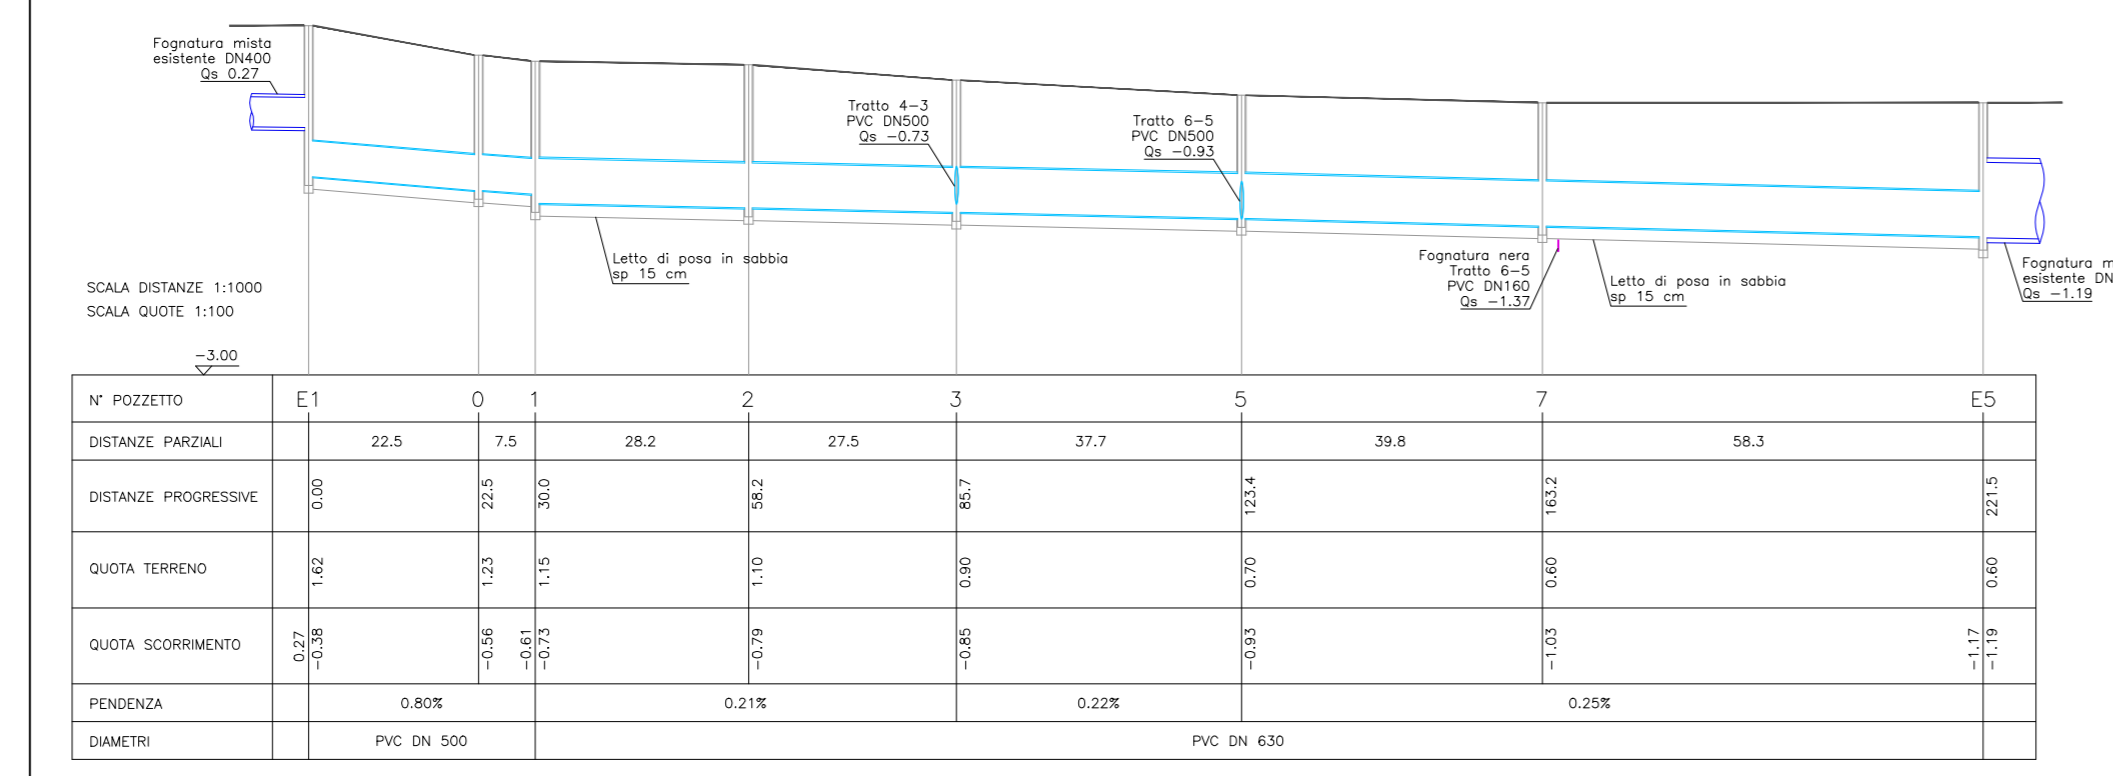 Fognatura mista
esistente DN400
Qs 0.27
Tratto 4-3
PVC DN500
Qs -0.73
Tratto 6-5
PVC DN500
Qs -0.93
Letto di posa in sabbia
sp 15 cm
Fognatura nera
Tratto 6-5
PVC DN160
Qs -1.37
Letto di posa in sabbia
sp 15 cm
Fognatura m
esistente DN
Qs -1.19
SCALA DISTANZE 1:1000
SCALA QUOTE 1:100
-3.00
N° POZZETTO E1 0 1 2 3 5 7 E5
DISTANZE PARZIALI 22.5 7.5 28.2 27.5 37.7 39.8 58.3
DISTANZE PROGRESSIVE 0.00 22.5 30.0 58.2 85.7 123.4 163.2 221.5
QUOTA TERRENO 1.62 1.23 1.15 1.10 0.90 0.70 0.60 0.60
QUOTA SCORRIMENTO 0.27 -0.38 -0.56 -0.61 -0.73 -0.79 -0.85 -0.93 -1.03 -1.17 -1.19
PENDENZA 0.80% 0.21% 0.22% 0.25%
DIAMETRI PVC DN 500 PVC DN 630